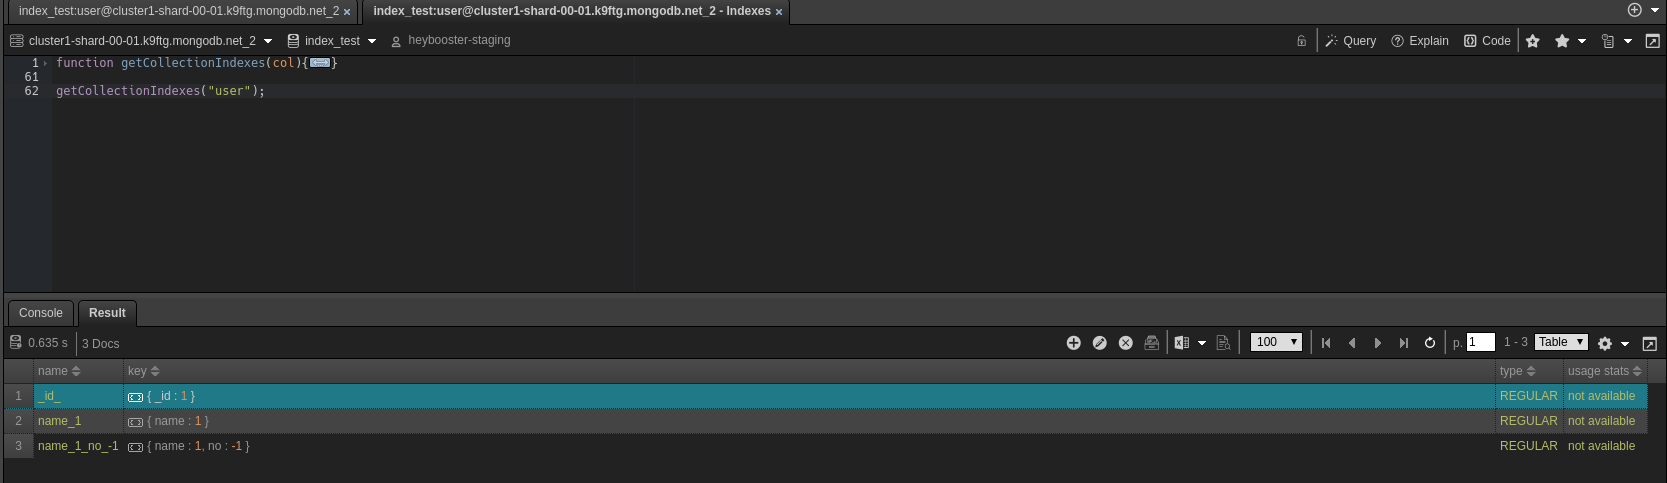 index_test:user@cluster1-shard-00-01.k9ftg.mongodb.net_2 × index_test:user@cluster1-shard-00-01.k9ftg.mongodb.net_2 - Indexes ×
cluster1-shard-00-01.k9ftg.mongodb.net_2 index_test heybooster-staging Query Explain Code
1 function getCollectionIndexes(col){}
61
62 getCollectionIndexes("user");
Console Result
0.635 s 3 Docs 100 p. 1 1 - 3 Table
name key type usage stats
1 _id_ { _id : 1 } REGULAR not available
2 name_1 { name : 1 } REGULAR not available
3 name_1_no_-1 { name : 1, no : -1 } REGULAR not available